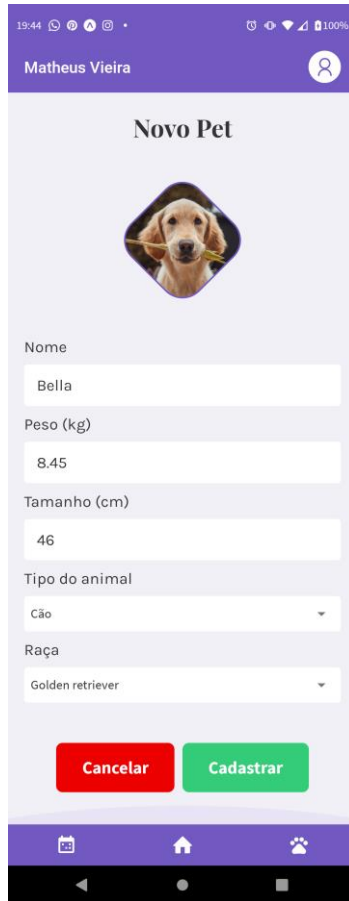 19:44
100%
Matheus Vieira
Novo Pet
Nome
Bella
Peso (kg)
8.45
Tamanho (cm)
46
Tipo do animal
Cão
Raça
Golden retriever
Cancelar Cadastrar